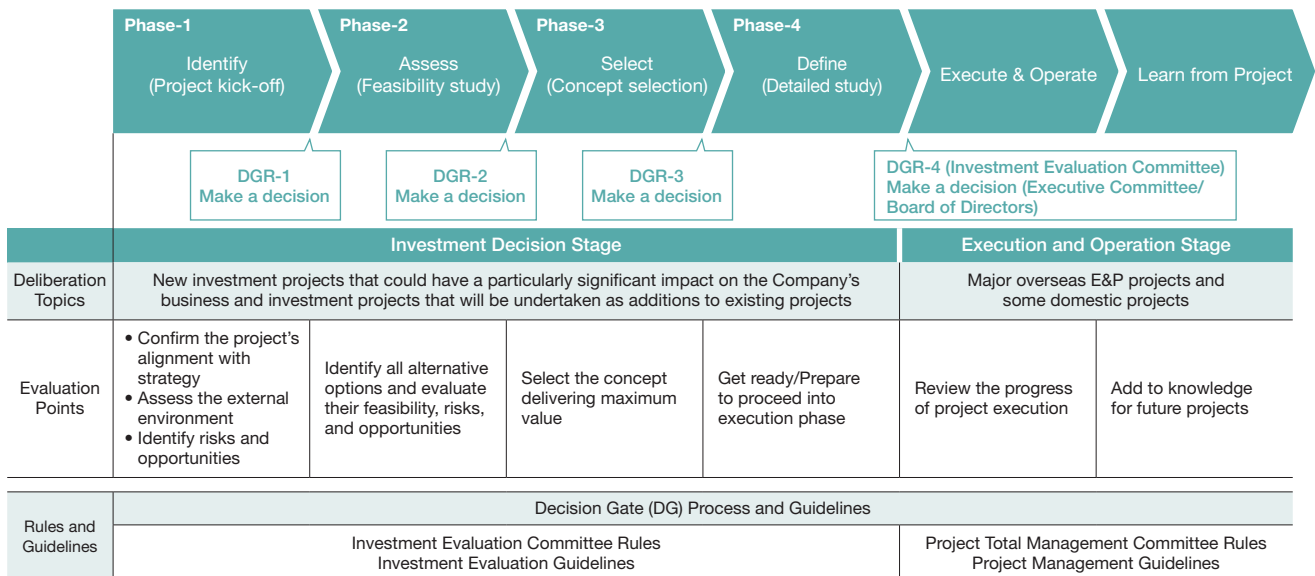 Phase-1
Identify
(Project kick-off)
Phase-2
Assess
(Feasibility study)
Phase-3
Select
(Concept selection)
Phase-4
Define
(Detailed study)
Execute & Operate
Learn from Project
DGR-1
Make a decision
DGR-2
Make a decision
DGR-3
Make a decision
DGR-4 (Investment Evaluation Committee)
Make a decision (Executive Committee/
Board of Directors)
Investment Decision Stage
Execution and Operation Stage
Deliberation
Topics
New investment projects that could have a particularly significant impact on the Company's
business and investment projects that will be undertaken as additions to existing projects
Major overseas E&P projects and
some domestic projects
Evaluation
Points
• Confirm the project's
alignment with
strategy
• Assess the external
environment
• Identify risks and
opportunities
Identify all alternative
options and evaluate
their feasibility, risks,
and opportunities
Select the concept
delivering maximum
value
Get ready/Prepare
to proceed into
execution phase
Review the progress
of project execution
Add to knowledge
for future projects
Rules and
Guidelines
Decision Gate (DG) Process and Guidelines
Investment Evaluation Committee Rules
Investment Evaluation Guidelines
Project Total Management Committee Rules
Project Management Guidelines